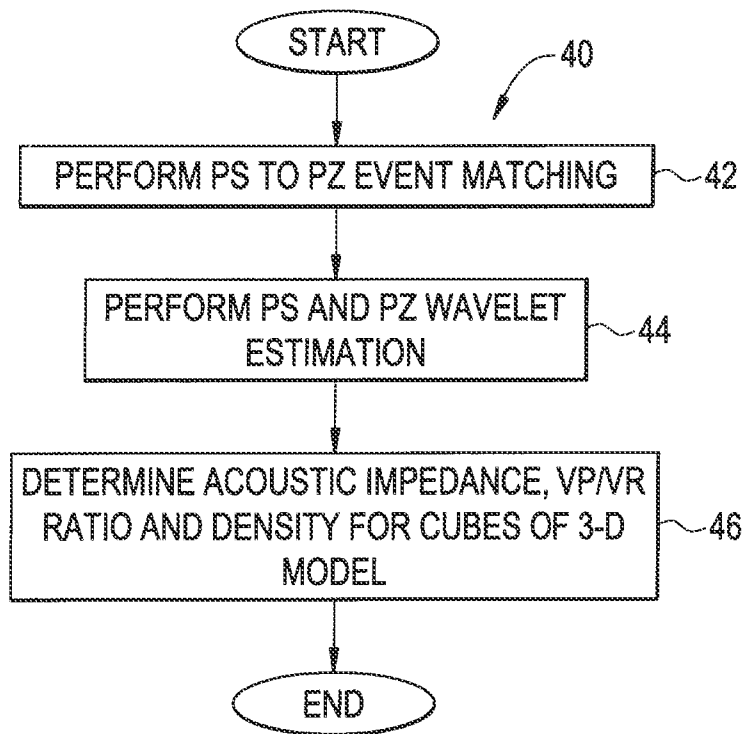 START
40
PERFORM PS TO PZ EVENT MATCHING
42
PERFORM PS AND PZ WAVELET
ESTIMATION
44
DETERMINE ACOUSTIC IMPEDANCE, VP/VR
RATIO AND DENSITY FOR CUBES OF 3-D
MODEL
46
END